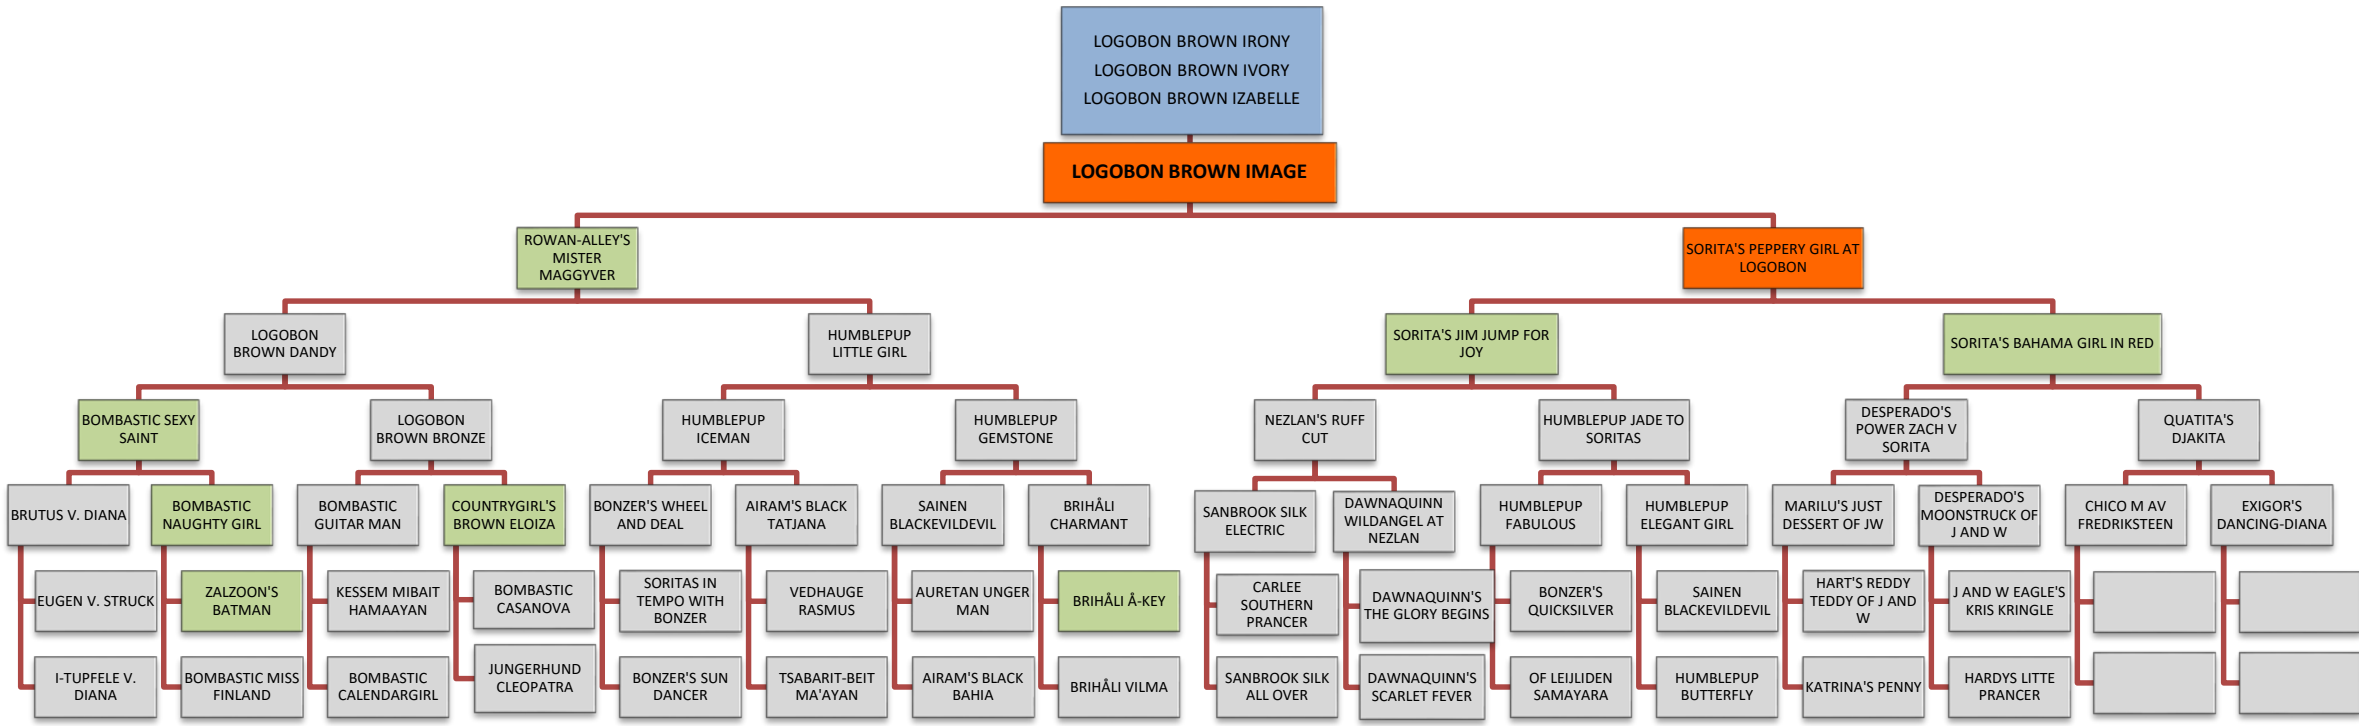 LOGOBON BROWN IRONY
LOGOBON BROWN IVORY
LOGOBON BROWN IZABELLE
LOGOBON BROWN IMAGE
ROWAN-ALLEY'S
MISTER
MAGGYVER
SORITA'S PEPPERY GIRL AT
LOGOBON
LOGOBON
BROWN DANDY
HUMBLEPUP
LITTLE GIRL
SORITA'S JIM JUMP FOR
JOY
SORITA'S BAHAMA GIRL IN RED
BOMBASTIC SEXY
SAINT
LOGOBON
BROWN BRONZE
HUMBLEPUP
ICEMAN
HUMBLEPUP
GEMSTONE
NEZLAN'S RUFF
CUT
HUMBLEPUP JADE TO
SORITAS
DESPERADO'S
POWER ZACH V
SORITA
QUATITA'S
DJAKITA
BRUTUS V. DIANA
BOMBASTIC
NAUGHTY GIRL
BOMBASTIC
GUITAR MAN
COUNTRYGIRL'S
BROWN ELOIZA
BONZER'S WHEEL
AND DEAL
AIRAM'S BLACK
TATJANA
SAINEN
BLACKEVILDEVIL
BRIHÅLI
CHARMANT
SANBROOK SILK
ELECTRIC
DAWNAQUINN
WILDANGEL AT
NEZLAN
HUMBLEPUP
FABULOUS
HUMBLEPUP
ELEGANT GIRL
MARILU'S JUST
DESSERT OF JW
DESPERADO'S
MOONSTRUCK OF
J AND W
CHICO M AV
FREDRIKSTEEN
EXIGOR'S
DANCING-DIANA
EUGEN V. STRUCK
ZALZOON'S
BATMAN
KESSEM MIBAIT
HAMAAYAN
BOMBASTIC
CASANOVA
SORITAS IN
TEMPO WITH
BONZER
VEDHAUGE
RASMUS
AURETAN UNGER
MAN
BRIHÅLI Å-KEY
CARLEE
SOUTHERN
PRANCER
DAWNAQUINN'S
THE GLORY BEGINS
BONZER'S
QUICKSILVER
SAINEN
BLACKEVILDEVIL
HART'S REDDY
TEDDY OF J AND
W
J AND W EAGLE'S
KRIS KRINGLE
I-TUPFELE V.
DIANA
BOMBASTIC MISS
FINLAND
BOMBASTIC
CALENDARGIRL
JUNGERHUND
CLEOPATRA
BONZER'S SUN
DANCER
TSABARIT-BEIT
MA'AYAN
AIRAM'S BLACK
BAHIA
BRIHÅLI VILMA
SANBROOK SILK
ALL OVER
DAWNAQUINN'S
SCARLET FEVER
OF LEIJLIDEN
SAMAYARA
HUMBLEPUP
BUTTERFLY
KATRINA'S PENNY
HARDYS LITTE
PRANCER